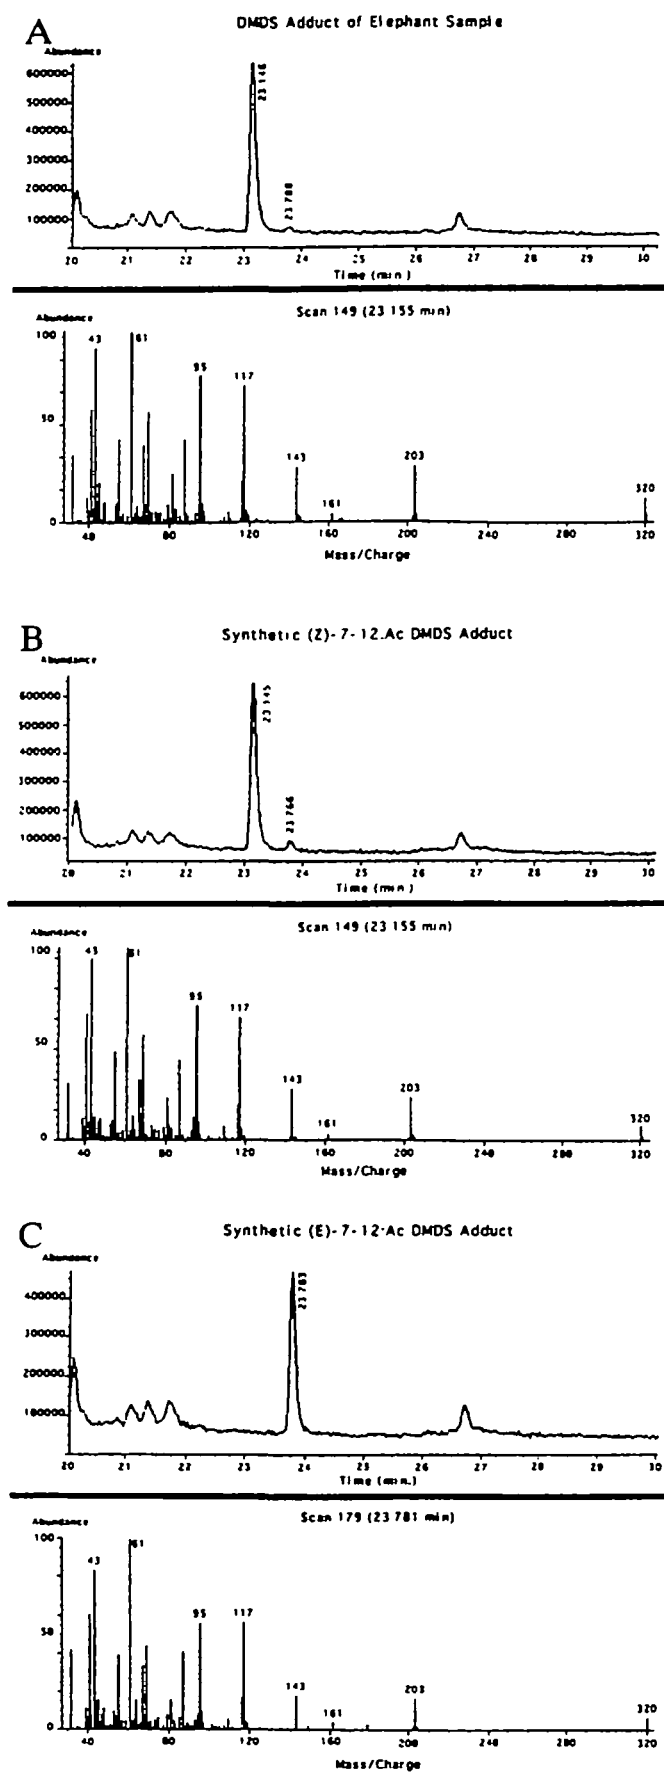 A
DMDS Adduct of Elephant Sample
Abundance
600000
500000
400000
300000
200000
100000
23.146
23.788
20 21 22 23 24 25 26 27 28 29 30
Time (min)
Abundance
Scan 149 (23 155 min)
100
50
0
43 61 95 117 143 161 203 320
40 80 120 160 200 240 280 320
Mass/Charge
B
Synthetic (Z)-7-12.Ac DMDS Adduct
Abundance
600000
500000
400000
300000
200000
100000
23.145
23.766
20 21 22 23 24 25 26 27 28 29 30
Time (min)
Abundance
Scan 149 (23 155 min)
100
50
0
43 61 95 117 143 161 203 320
40 80 120 160 200 240 280 320
Mass/Charge
C
Synthetic (E)-7-12·Ac DMDS Adduct
Abundance
400000
300000
200000
100000
23.783
20 21 22 23 24 25 26 27 28 29 30
Time (min.)
Abundance
Scan 179 (23 781 min)
100
50
0
43 61 95 117 143 161 203 320
40 80 120 160 200 240 280 320
Mass/Charge